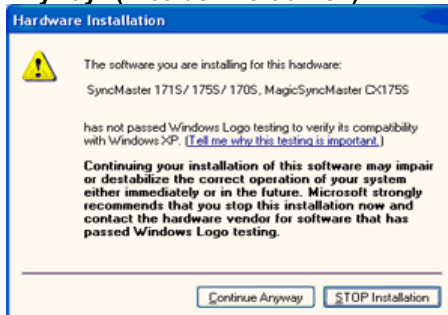 Hardware Installation
The software you are installing for this hardware:
SyncMaster 171S/ 175S/ 170S, MagicSyncMaster CX175S
has not passed Windows Logo testing to verify its compatibility
with Windows XP. (Tell me why this testing is important.)
Continuing your installation of this software may impair
or destabilize the correct operation of your system
either immediately or in the future. Microsoft strongly
recommends that you stop this installation now and
contact the hardware vendor for software that has
passed Windows Logo testing.
Continue Anyway
STOP Installation